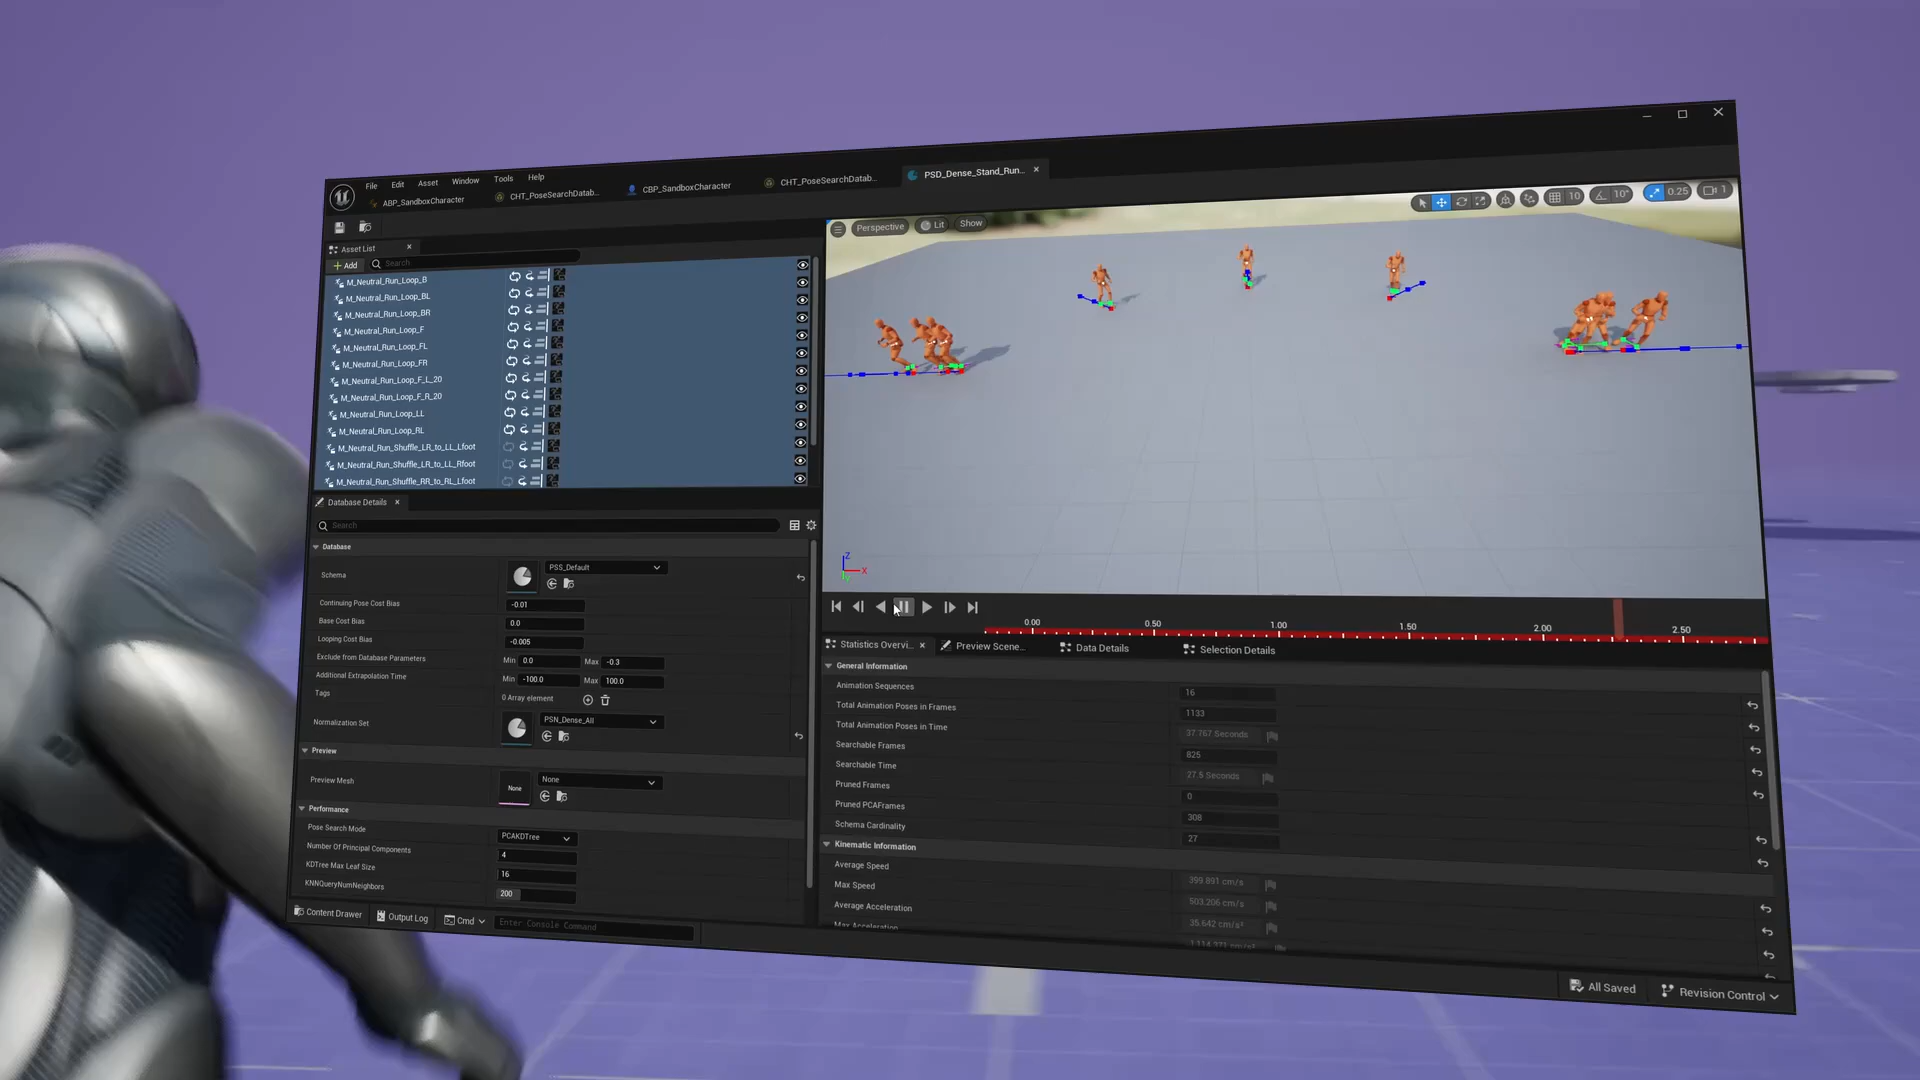 File Edit Asset Window Tools Help
ABP_SandboxCharacter
CHT_PoseSearchDatab...
CBP_SandboxCharacter
CHT_PoseSearchDatab...
PSD_Dense_Stand_Run...
Asset List
Add
Search
M_Neutral_Run_Loop_B
M_Neutral_Run_Loop_BL
M_Neutral_Run_Loop_BR
M_Neutral_Run_Loop_F
M_Neutral_Run_Loop_FL
M_Neutral_Run_Loop_FR
M_Neutral_Run_Loop_F_L_20
M_Neutral_Run_Loop_F_R_20
M_Neutral_Run_Loop_LL
M_Neutral_Run_Loop_RL
M_Neutral_Run_Shuffle_LR_to_LL_Lfoot
M_Neutral_Run_Shuffle_LR_to_LL_Rfoot
M_Neutral_Run_Shuffle_RR_to_RL_Lfoot
Database Details
Search
Database
Schema PSS_Default
Continuing Pose Cost Bias -0.01
Base Cost Bias 0.0
Looping Cost Bias -0.005
Exclude from Database Parameters Min 0.0 Max -0.3
Additional Extrapolation Time Min -100.0 Max 100.0
Tags 0 Array element
Normalization Set PSN_Dense_All
Preview
Preview Mesh None None
Performance
Pose Search Mode PCAKDTree
Number Of Principal Components 4
KDTree Max Leaf Size 16
KNNQueryNumNeighbors 200
Content Drawer Output Log Cmd Enter Console Command
Perspective Lit Show
10 10° 0.25 1
Z
X
Y
0.00 0.50 1.00 1.50 2.00 2.50
Statistics Overvi... Preview Scene... Data Details Selection Details
General Information
Animation Sequences 16
Total Animation Poses in Frames 1133
Total Animation Poses in Time 37.767 Seconds
Searchable Frames 825
Searchable Time 27.5 Seconds
Pruned Frames 0
Pruned PCAFrames 308
Schema Cardinality 27
Kinematic Information
Average Speed 399.891 cm/s
Max Speed 503.206 cm/s
Average Acceleration 35.642 cm/s²
Max Acceleration
All Saved Revision Control